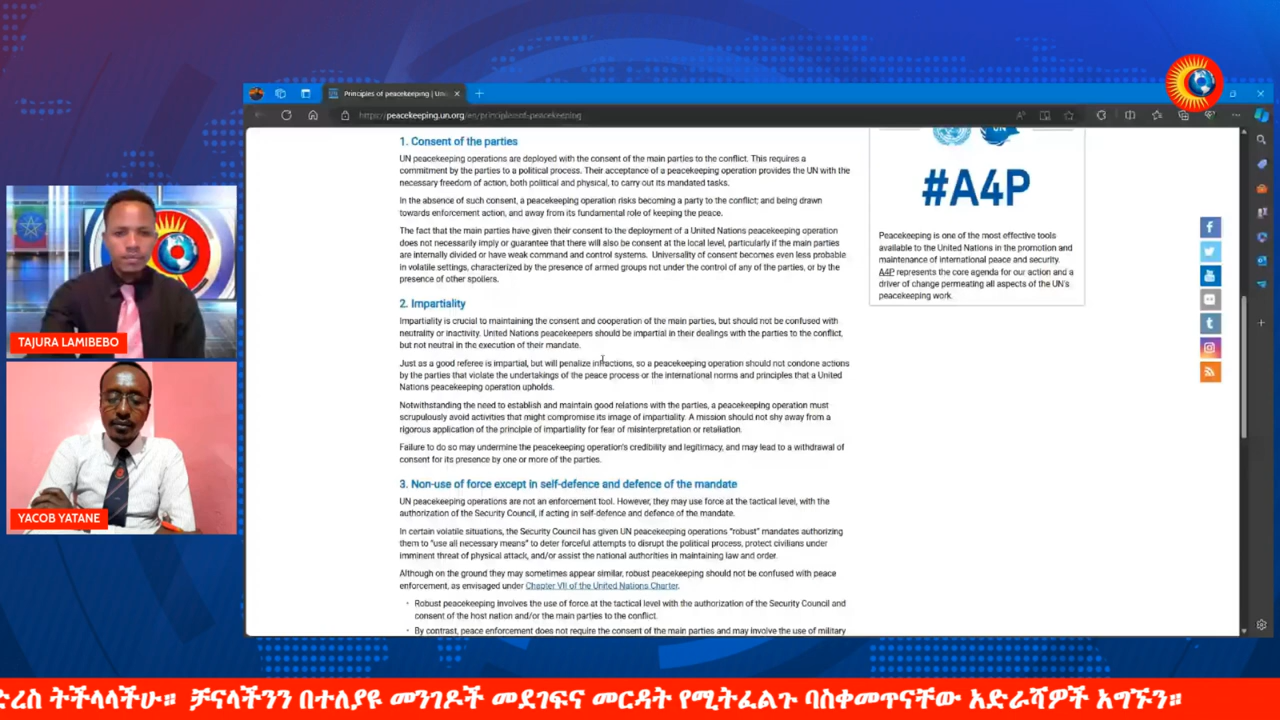 Principles of peacekeeping | Un
https://peacekeeping.un.org/en/principles-of-peacekeeping
1. Consent of the parties
UN peacekeeping operations are deployed with the consent of the main parties to the conflict. This requires a
commitment by the parties to a political process. Their acceptance of a peacekeeping operation provides the UN with the
necessary freedom of action, both political and physical, to carry out its mandated tasks.
In the absence of such consent, a peacekeeping operation risks becoming a party to the conflict; and being drawn
towards enforcement action, and away from its fundamental role of keeping the peace.
The fact that the main parties have given their consent to the deployment of a United Nations peacekeeping operation
does not necessarily imply or guarantee that there will also be consent at the local level, particularly if the main parties
are internally divided or have weak command and control systems. Universality of consent becomes even less probable
in volatile settings, characterized by the presence of armed groups not under the control of any of the parties, or by the
presence of other spoilers.
2. Impartiality
Impartiality is crucial to maintaining the consent and cooperation of the main parties, but should not be confused with
neutrality or inactivity. United Nations peacekeepers should be impartial in their dealings with the parties to the conflict,
but not neutral in the execution of their mandate.
Just as a good referee is impartial, but will penalize infractions, so a peacekeeping operation should not condone actions
by the parties that violate the undertakings of the peace process or the international norms and principles that a United
Nations peacekeeping operation upholds.
Notwithstanding the need to establish and maintain good relations with the parties, a peacekeeping operation must
scrupulously avoid activities that might compromise its image of impartiality. A mission should not shy away from a
rigorous application of the principle of impartiality for fear of misinterpretation or retaliation.
Failure to do so may undermine the peacekeeping operation's credibility and legitimacy, and may lead to a withdrawal of
consent for its presence by one or more of the parties.
3. Non-use of force except in self-defence and defence of the mandate
UN peacekeeping operations are not an enforcement tool. However, they may use force at the tactical level, with the
authorization of the Security Council, if acting in self-defence and defence of the mandate.
In certain volatile situations, the Security Council has given UN peacekeeping operations "robust" mandates authorizing
them to "use all necessary means" to deter forceful attempts to disrupt the political process, protect civilians under
imminent threat of physical attack, and/or assist the national authorities in maintaining law and order.
Although on the ground they may sometimes appear similar, robust peacekeeping should not be confused with peace
enforcement, as envisaged under Chapter VII of the United Nations Charter.
• Robust peacekeeping involves the use of force at the tactical level with the authorization of the Security Council and
consent of the host nation and/or the main parties to the conflict.
• By contrast, peace enforcement does not require the consent of the main parties and may involve the use of military
UN
#A4P
Peacekeeping is one of the most effective tools
available to the United Nations in the promotion and
maintenance of international peace and security.
A4P represents the core agenda for our action and a
driver of change permeating all aspects of the UN's
peacekeeping work.
TAJURA LAMIBEBO
YACOB YATANE
ድረስ ትችላላችሁ። ቻናላችንን በተለያዩ መንገዶች መደገፍና መርዳት የሚትፈልጉ ባስቀመጥናቸው አድራሻዎች አግኙን።